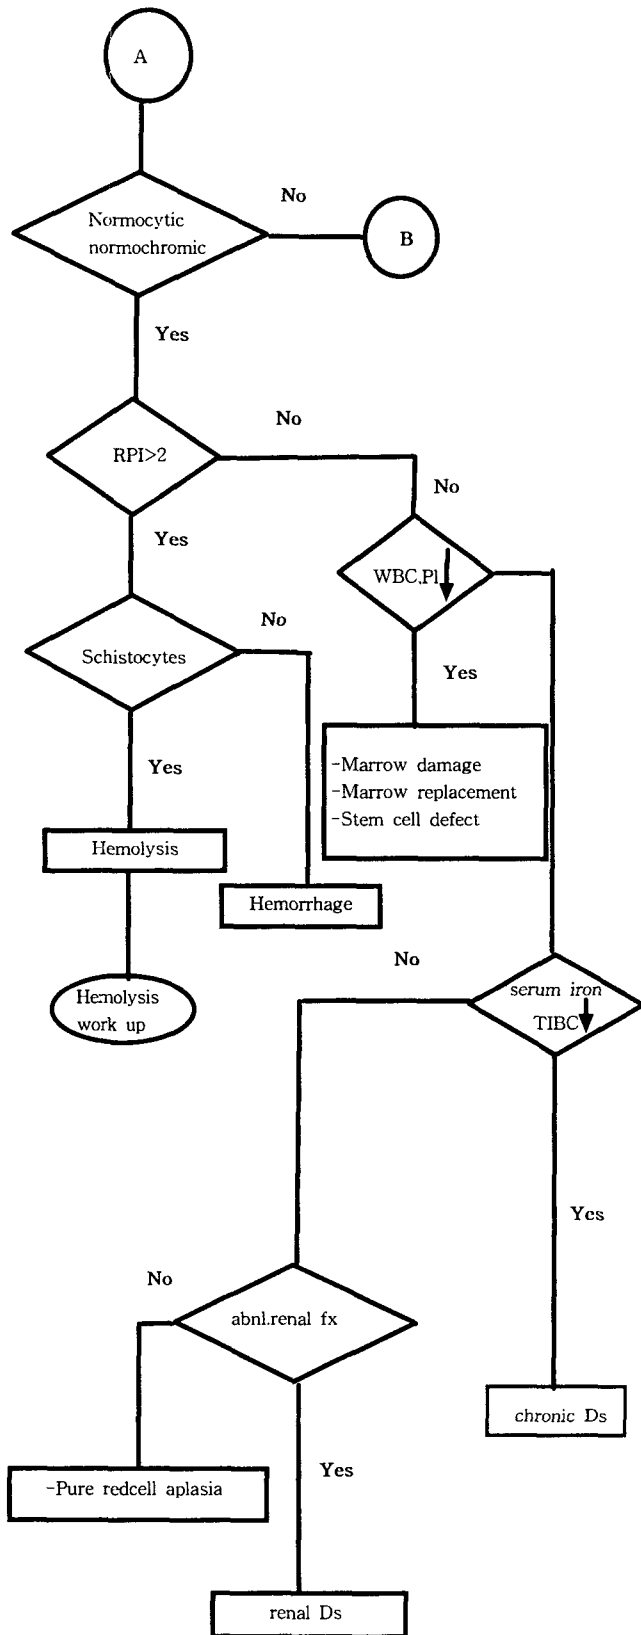 A
Normocytic
normochromic
No
B
Yes
RPI>2
No
Yes
No
WBC,Pl
Schistocytes
No
Yes
Yes
-Marrow damage
-Marrow replacement
-Stem cell defect
Hemolysis
Hemorrhage
Hemolysis
work up
No
serum iron
TIBC
Yes
No
abnl.renal fx
chronic Ds
-Pure redcell aplasia
Yes
renal Ds